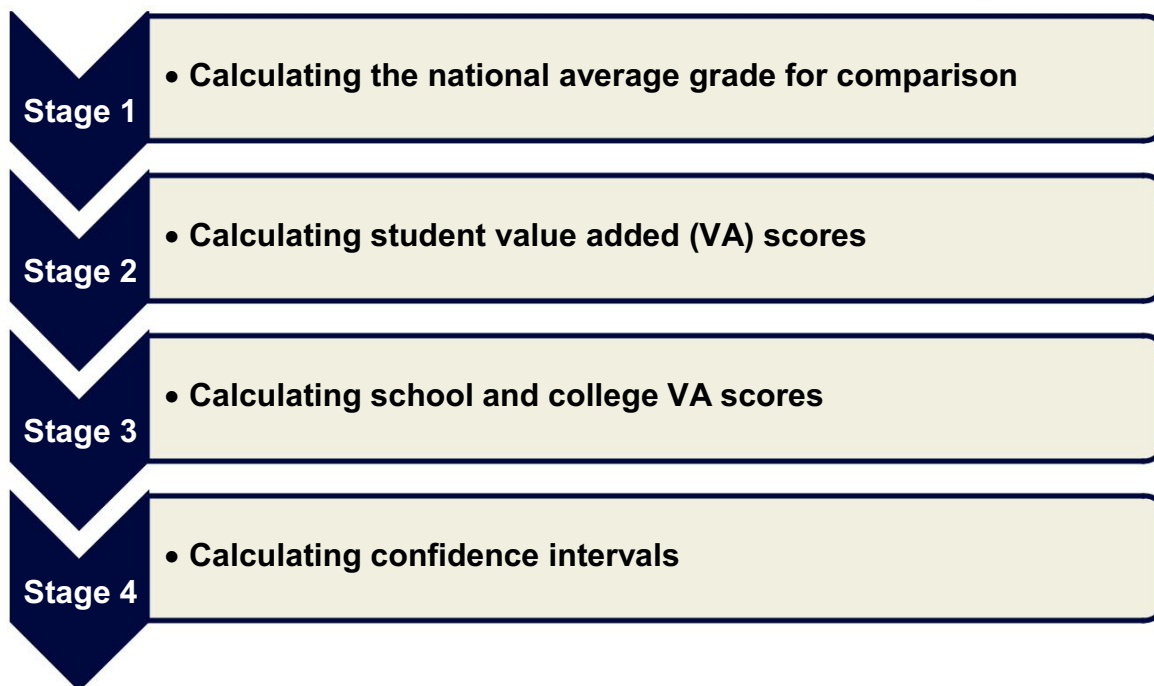 Stage 1
• Calculating the national average grade for comparison
Stage 2
• Calculating student value added (VA) scores
Stage 3
• Calculating school and college VA scores
Stage 4
• Calculating confidence intervals